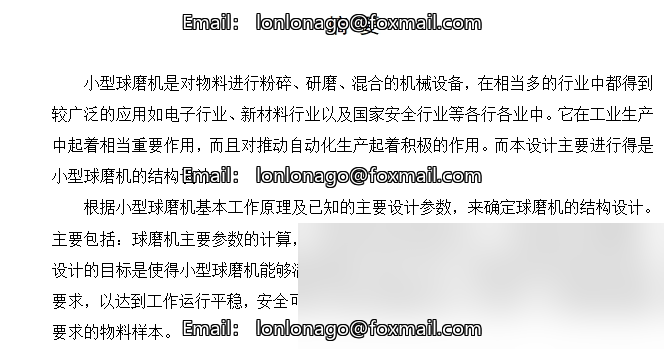 Email: lonlonago@foxmail.com
小型球磨机是对物料进行粉碎、研磨、混合的机械设备，在相当多的行业中都得到
较广泛的应用如电子行业、新材料行业以及国家安全行业等各行各业中。它在工业生产
中起着相当重要作用，而且对推动自动化生产起着积极的作用。而本设计主要进行得是
小型球磨机的结构 Email: lonlonago@foxmail.com
根据小型球磨机基本工作原理及已知的主要设计参数，来确定球磨机的结构设计。
主要包括：球磨机主要参数的计算，
设计的目标是使得小型球磨机能够
要求，以达到工作运行平稳，安全可
要求的物料样本。 Email: lonlonago@foxmail.com